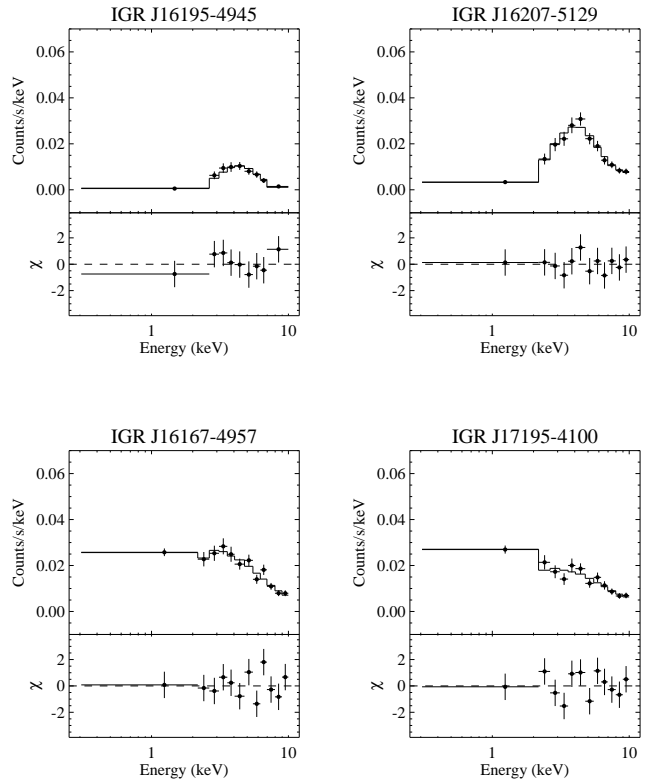 IGR J16195-4945
Counts/s/keV
0.06
0.04
0.02
0.00
χ
2
0
-2
1
10
Energy (keV)
IGR J16207-5129
Counts/s/keV
0.06
0.04
0.02
0.00
χ
2
0
-2
1
10
Energy (keV)
IGR J16167-4957
Counts/s/keV
0.06
0.04
0.02
0.00
χ
2
0
-2
1
10
Energy (keV)
IGR J17195-4100
Counts/s/keV
0.06
0.04
0.02
0.00
χ
2
0
-2
1
10
Energy (keV)